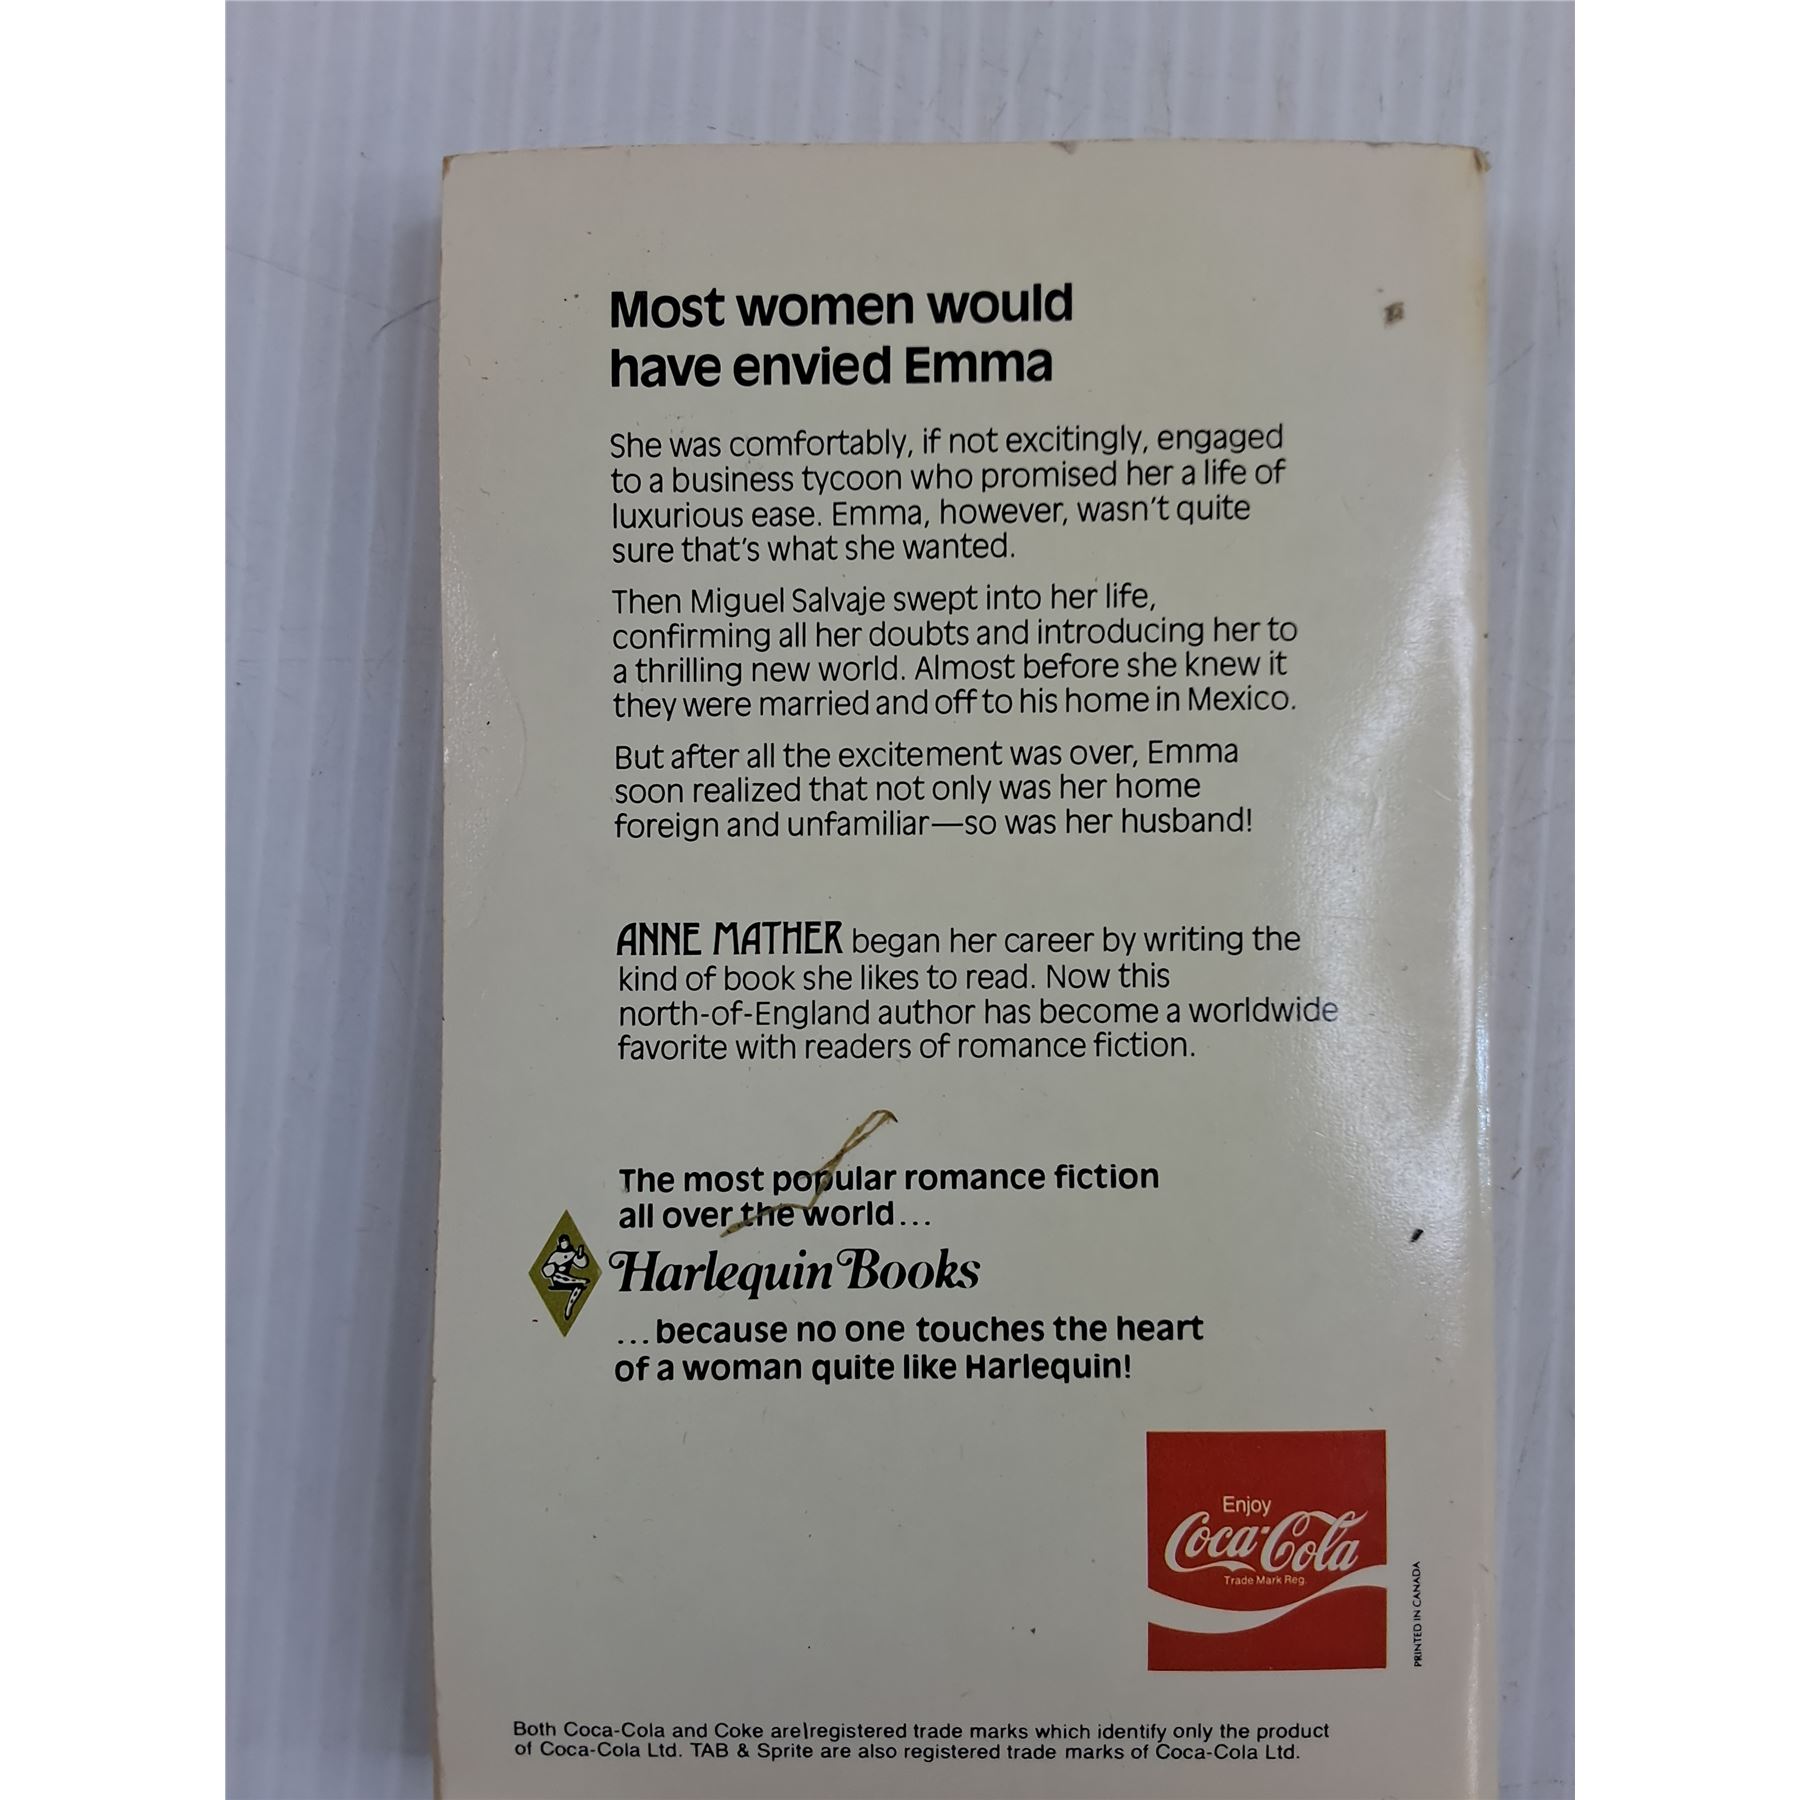 Most women would
have envied Emma
She was comfortably, if not excitingly, engaged
to a business tycoon who promised her a life of
luxurious ease. Emma, however, wasn't quite
sure that's what she wanted.
Then Miguel Salvaje swept into her life,
confirming all her doubts and introducing her to
a thrilling new world. Almost before she knew it
they were married and off to his home in Mexico.
But after all the excitement was over, Emma
soon realized that not only was her home
foreign and unfamiliar—so was her husband!
ANNE MATHER began her career by writing the
kind of book she likes to read. Now this
north-of-England author has become a worldwide
favorite with readers of romance fiction.
The most popular romance fiction
all over the world...
Harlequin Books
...because no one touches the heart
of a woman quite like Harlequin!
Enjoy
Coca-Cola
Trade Mark Reg.
PRINTED IN CANADA
Both Coca-Cola and Coke are registered trade marks which identify only the product
of Coca-Cola Ltd. TAB & Sprite are also registered trade marks of Coca-Cola Ltd.